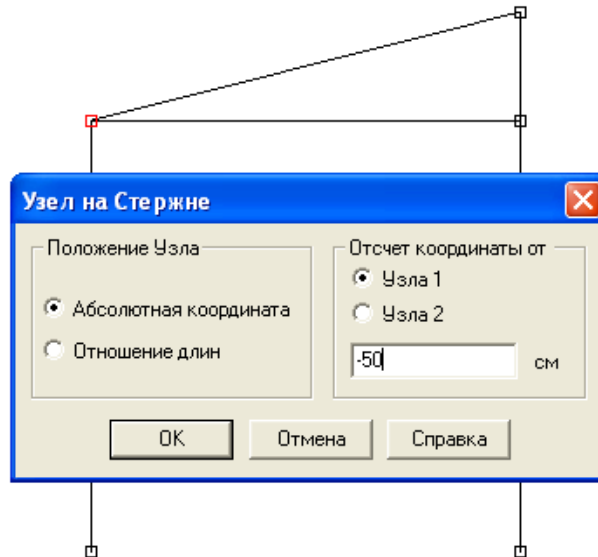 Узел на Стержне
Положение Узла
Абсолютная координата
Отношение длин
Отсчет координаты от
Узла 1
Узла 2
-50 см
OK
Отмена
Справка